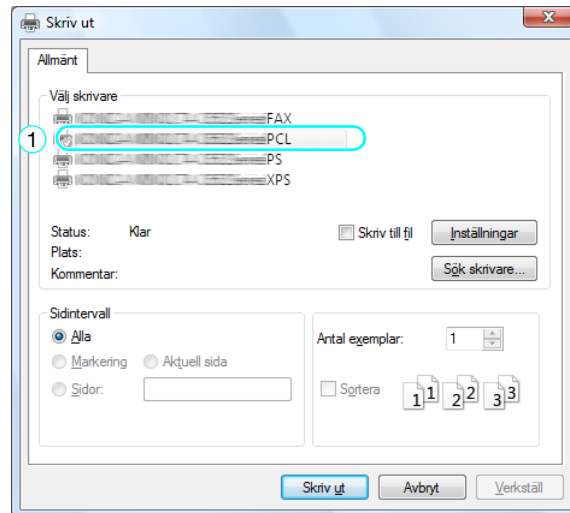 Skriv ut
Allmänt
Välj skrivare
FAX
1
PCL
PS
XPS
Status: Klar
Plats:
Kommentar:
Skriv till fil
Inställningar
Sök skrivare...
Sidintervall
Alla
Markering Aktuell sida
Sidor:
Antal exemplar: 1
Sortera
1 1 2 2 3 3
Skriv ut Avbryt Verkställ